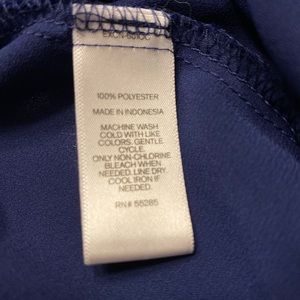 100% POLYESTER
MADE IN INDONESIA
MACHINE WASH
COLD WITH LIKE
COLORS. GENTLE
CYCLE.
ONLY NON-CHLORINE
BLEACH WHEN
NEEDED. LINE DRY.
COOL IRON IF
NEEDED.
RN# 55285